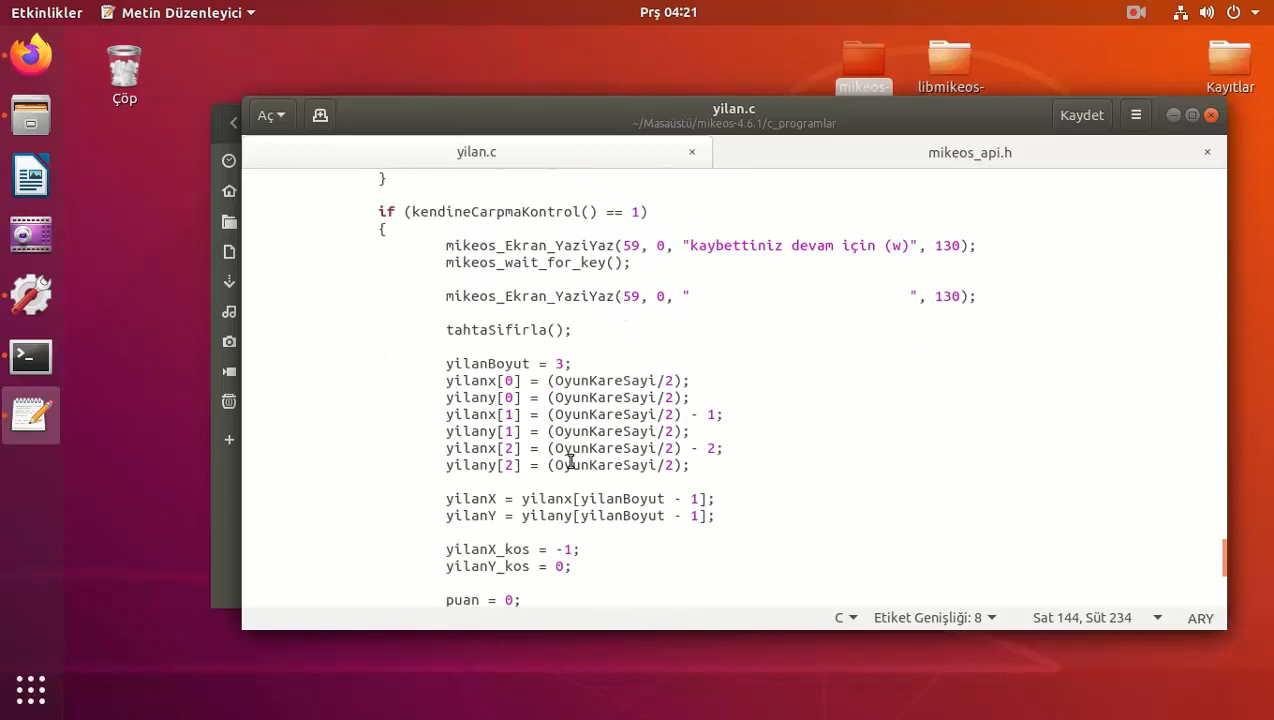 Etkinlikler
Metin Düzenleyici
Prş 04:21
Çöp
mikeos-
libmikeos-
Kayıtlar
Aç
yilan.c
~/Masaüstü/mikeos-4.6.1/c_programlar
Kaydet
yilan.c
mikeos_api.h
}
if (kendineCarpmaKontrol() == 1)
{
mikeos_Ekran_YaziYaz(59, 0, "kaybettiniz devam için (w)", 130);
mikeos_wait_for_key();
mikeos_Ekran_YaziYaz(59, 0, "                          ", 130);
tahtaSifirla();
yilanBoyut = 3;
yilanx[0] = (OyunKareSayi/2);
yilany[0] = (OyunKareSayi/2);
yilanx[1] = (OyunKareSayi/2) - 1;
yilany[1] = (OyunKareSayi/2);
yilanx[2] = (OyunKareSayi/2) - 2;
yilany[2] = (OyunKareSayi/2);
yilanX = yilanx[yilanBoyut - 1];
yilanY = yilany[yilanBoyut - 1];
yilanX_kos = -1;
yilanY_kos = 0;
puan = 0;
C
Etiket Genişliği: 8
Sat 144, Süt 234
ARY